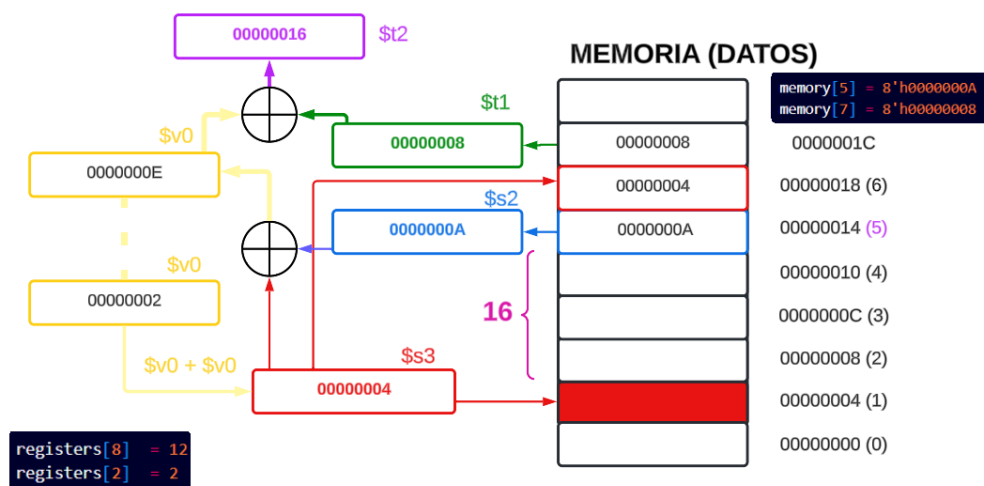 00000016
$t2
MEMORIA (DATOS)
memory[5] = 8'h0000000A
memory[7] = 8'h00000008
$t1
$v0
00000008
00000008
0000001C
0000000E
00000004
00000018 (6)
$s2
0000000A
0000000A
00000014 (5)
$v0
00000010 (4)
00000002
16
0000000C (3)
$v0 + $v0
$s3
00000008 (2)
00000004
00000004 (1)
registers[8] = 12
registers[2] = 2
00000000 (0)